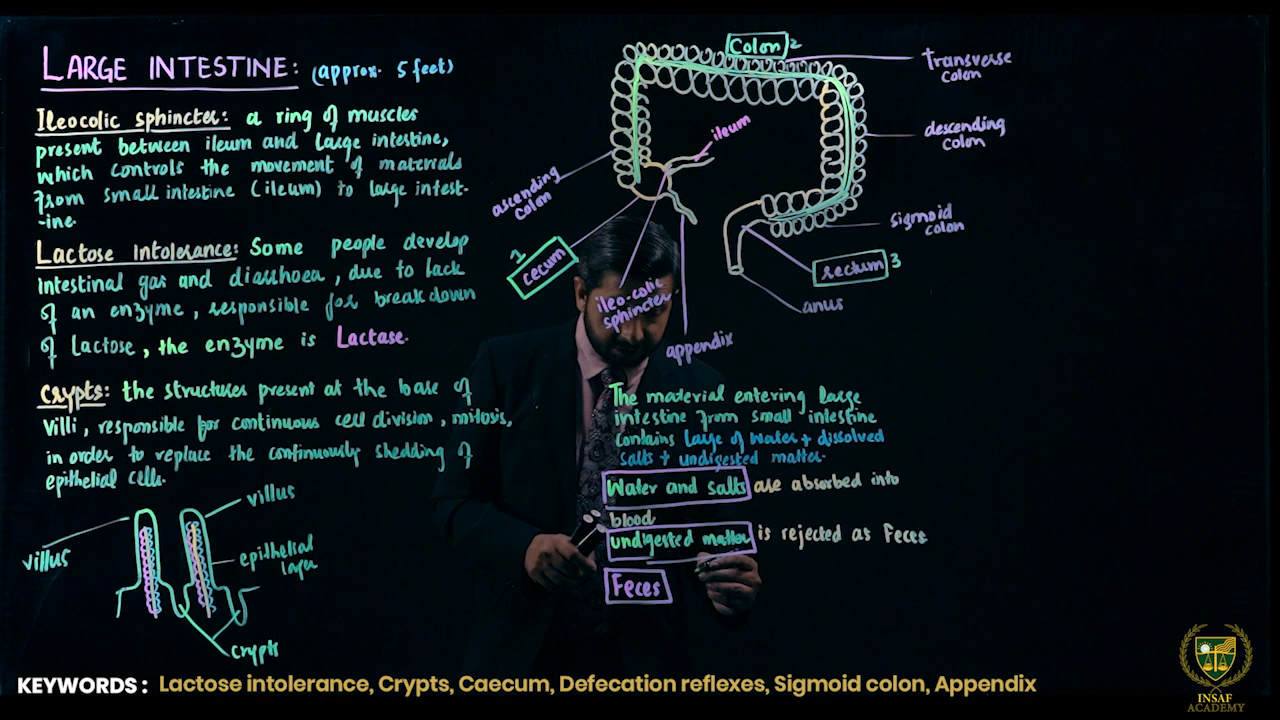 LARGE INTESTINE: (approx. 5 feet)
Ileocolic sphincter: a ring of muscles
present between ileum and large intestine,
which controls the movement of materials
from small intestine (ileum) to large intest-
-ine.
Lactose intolerance: Some people develop
intestinal gas and diarrhoea, due to lack
of an enzyme, responsible for breakdown
of Lactose, the enzyme is Lactase.
Crypts: the structures present at the base of
villi, responsible for continuous cell division, mitosis,
in order to replace the continuously shedding of
epithelial cells.
villus
villus
epithelial
layer
crypts
Colon 2
transverse
colon
descending
colon
ileum
ascending
colon
sigmoid
colon
1
cecum
rectum 3
ileo-colic
sphincter
anus
appendix
The material entering large
intestine from small intestine
contains large of water + dissolved
salts + undigested matter.
Water and salts are absorbed into
blood
undigested matter is rejected as Feces
Feces
KEYWORDS : Lactose intolerance, Crypts, Caecum, Defecation reflexes, Sigmoid colon, Appendix
INSAF
ACADEMY